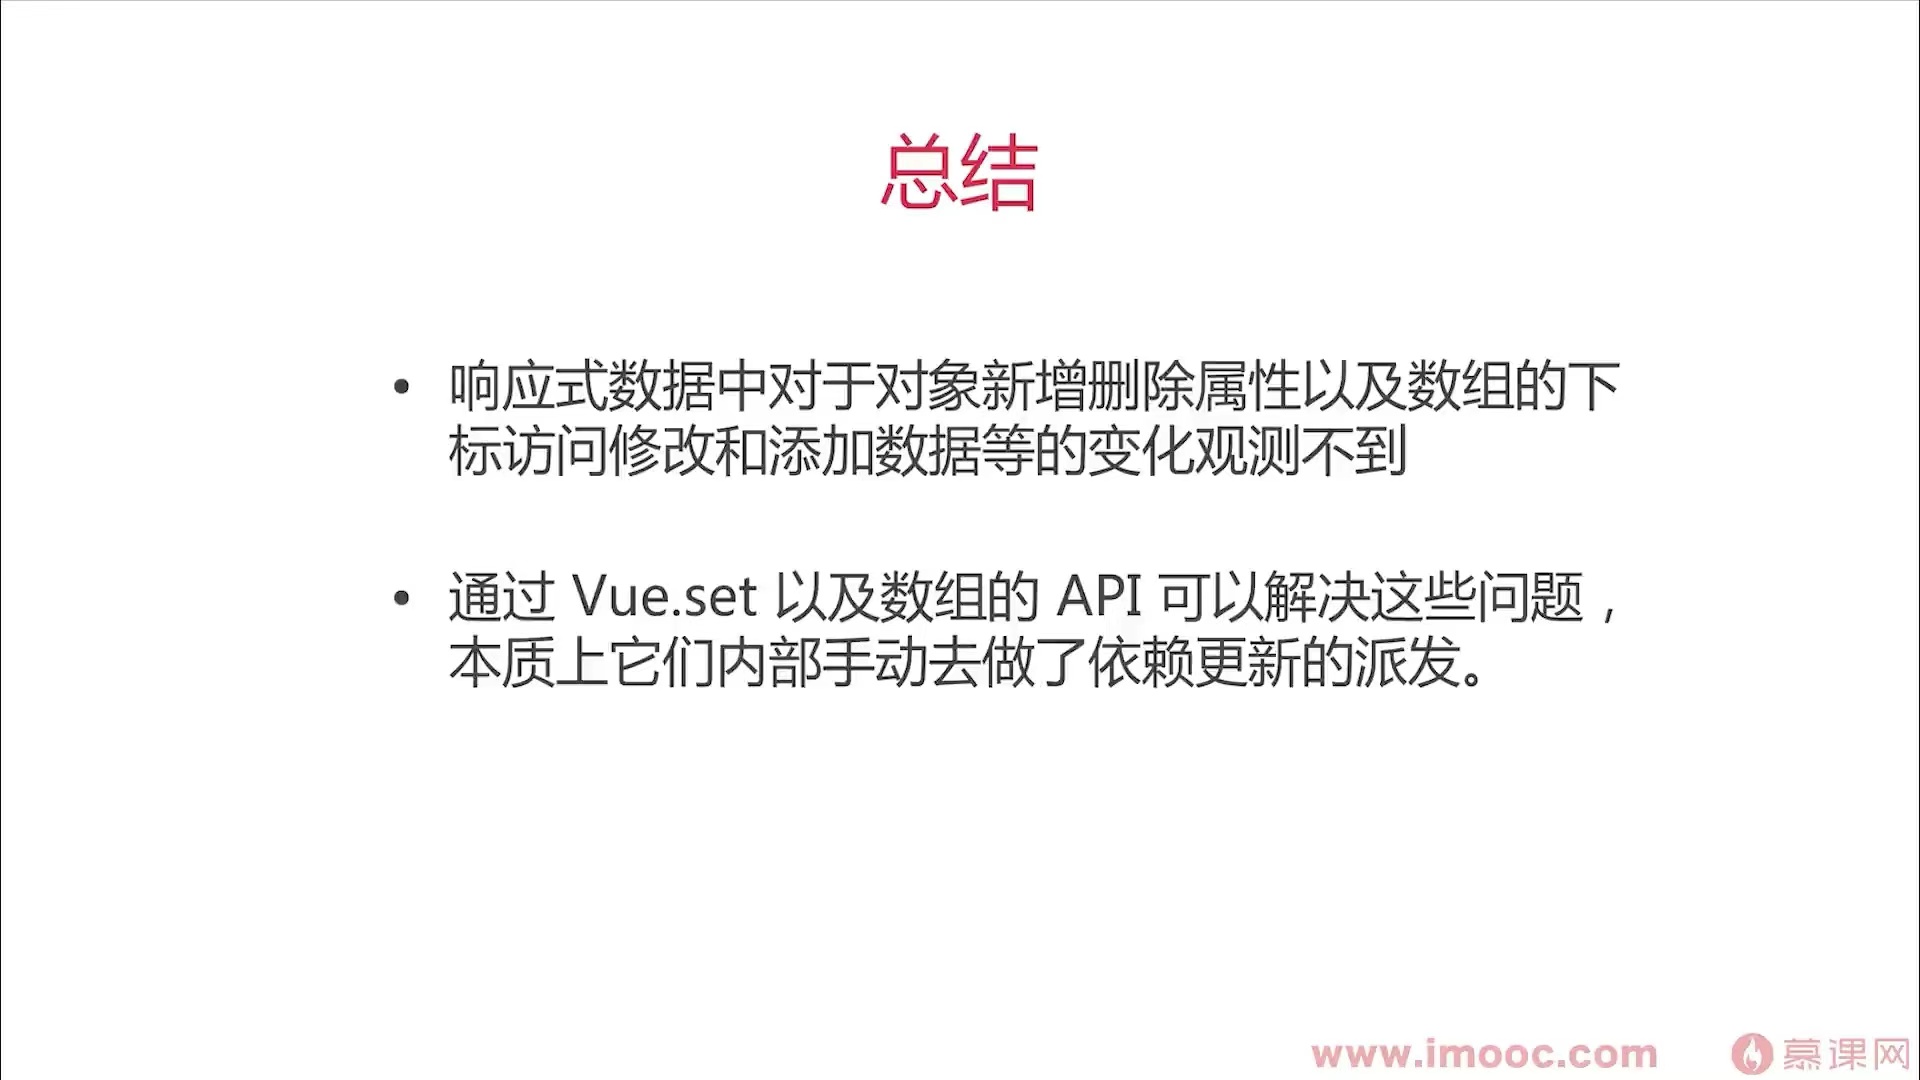 总结
• 响应式数据中对于对象新增删除属性以及数组的下
标访问修改和添加数据等的变化观测不到
• 通过 Vue.set 以及数组的 API 可以解决这些问题，
本质上它们内部手动去做了依赖更新的派发。
www.imooc.com 慕课网